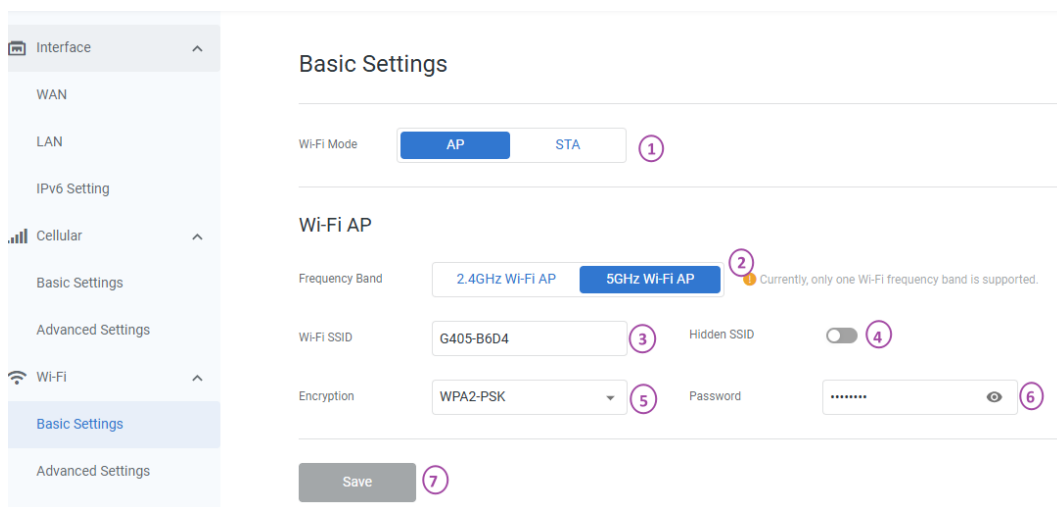 Interface
WAN
LAN
IPv6 Setting
Cellular
Basic Settings
Advanced Settings
Wi-Fi
Basic Settings
Advanced Settings
Basic Settings
Wi-Fi Mode AP STA 1
Wi-Fi AP
Frequency Band 2.4GHz Wi-Fi AP 5GHz Wi-Fi AP 2 Currently, only one Wi-Fi frequency band is supported.
Wi-Fi SSID G405-B6D4 3 Hidden SSID 4
Encryption WPA2-PSK 5 Password •••••••• 6
Save 7